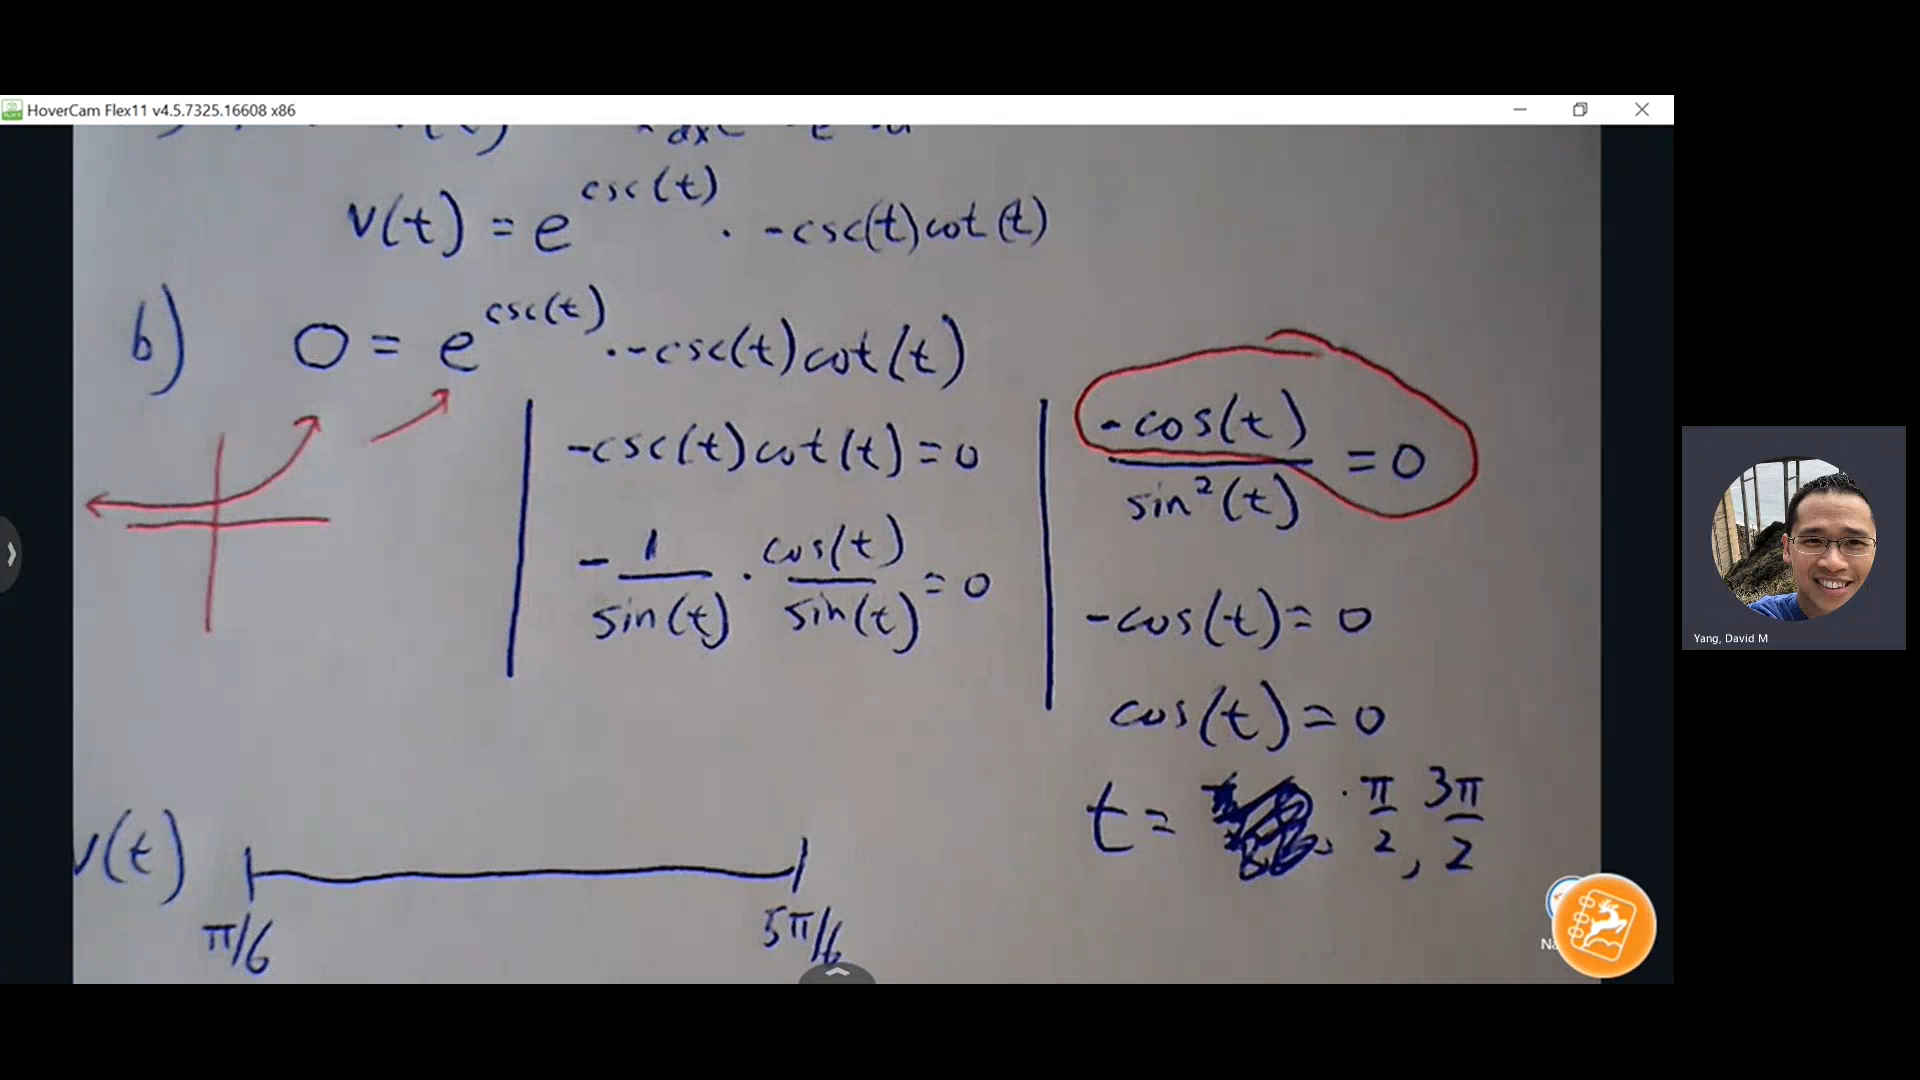 HoverCam Flex11 v4.5.7325.16608 x86
v(t) = e^csc(t) · -csc(t)cot(t)
b) 0 = e^csc(t) · -csc(t)cot(t)
-csc(t)cot(t) = 0
- 1/sin(t) · cos(t)/sin(t) = 0
-cos(t)/sin²(t) = 0
-cos(t) = 0
cos(t) = 0
t = π/2, 3π/2
v(t)
π/6
5π/6
Yang, David M